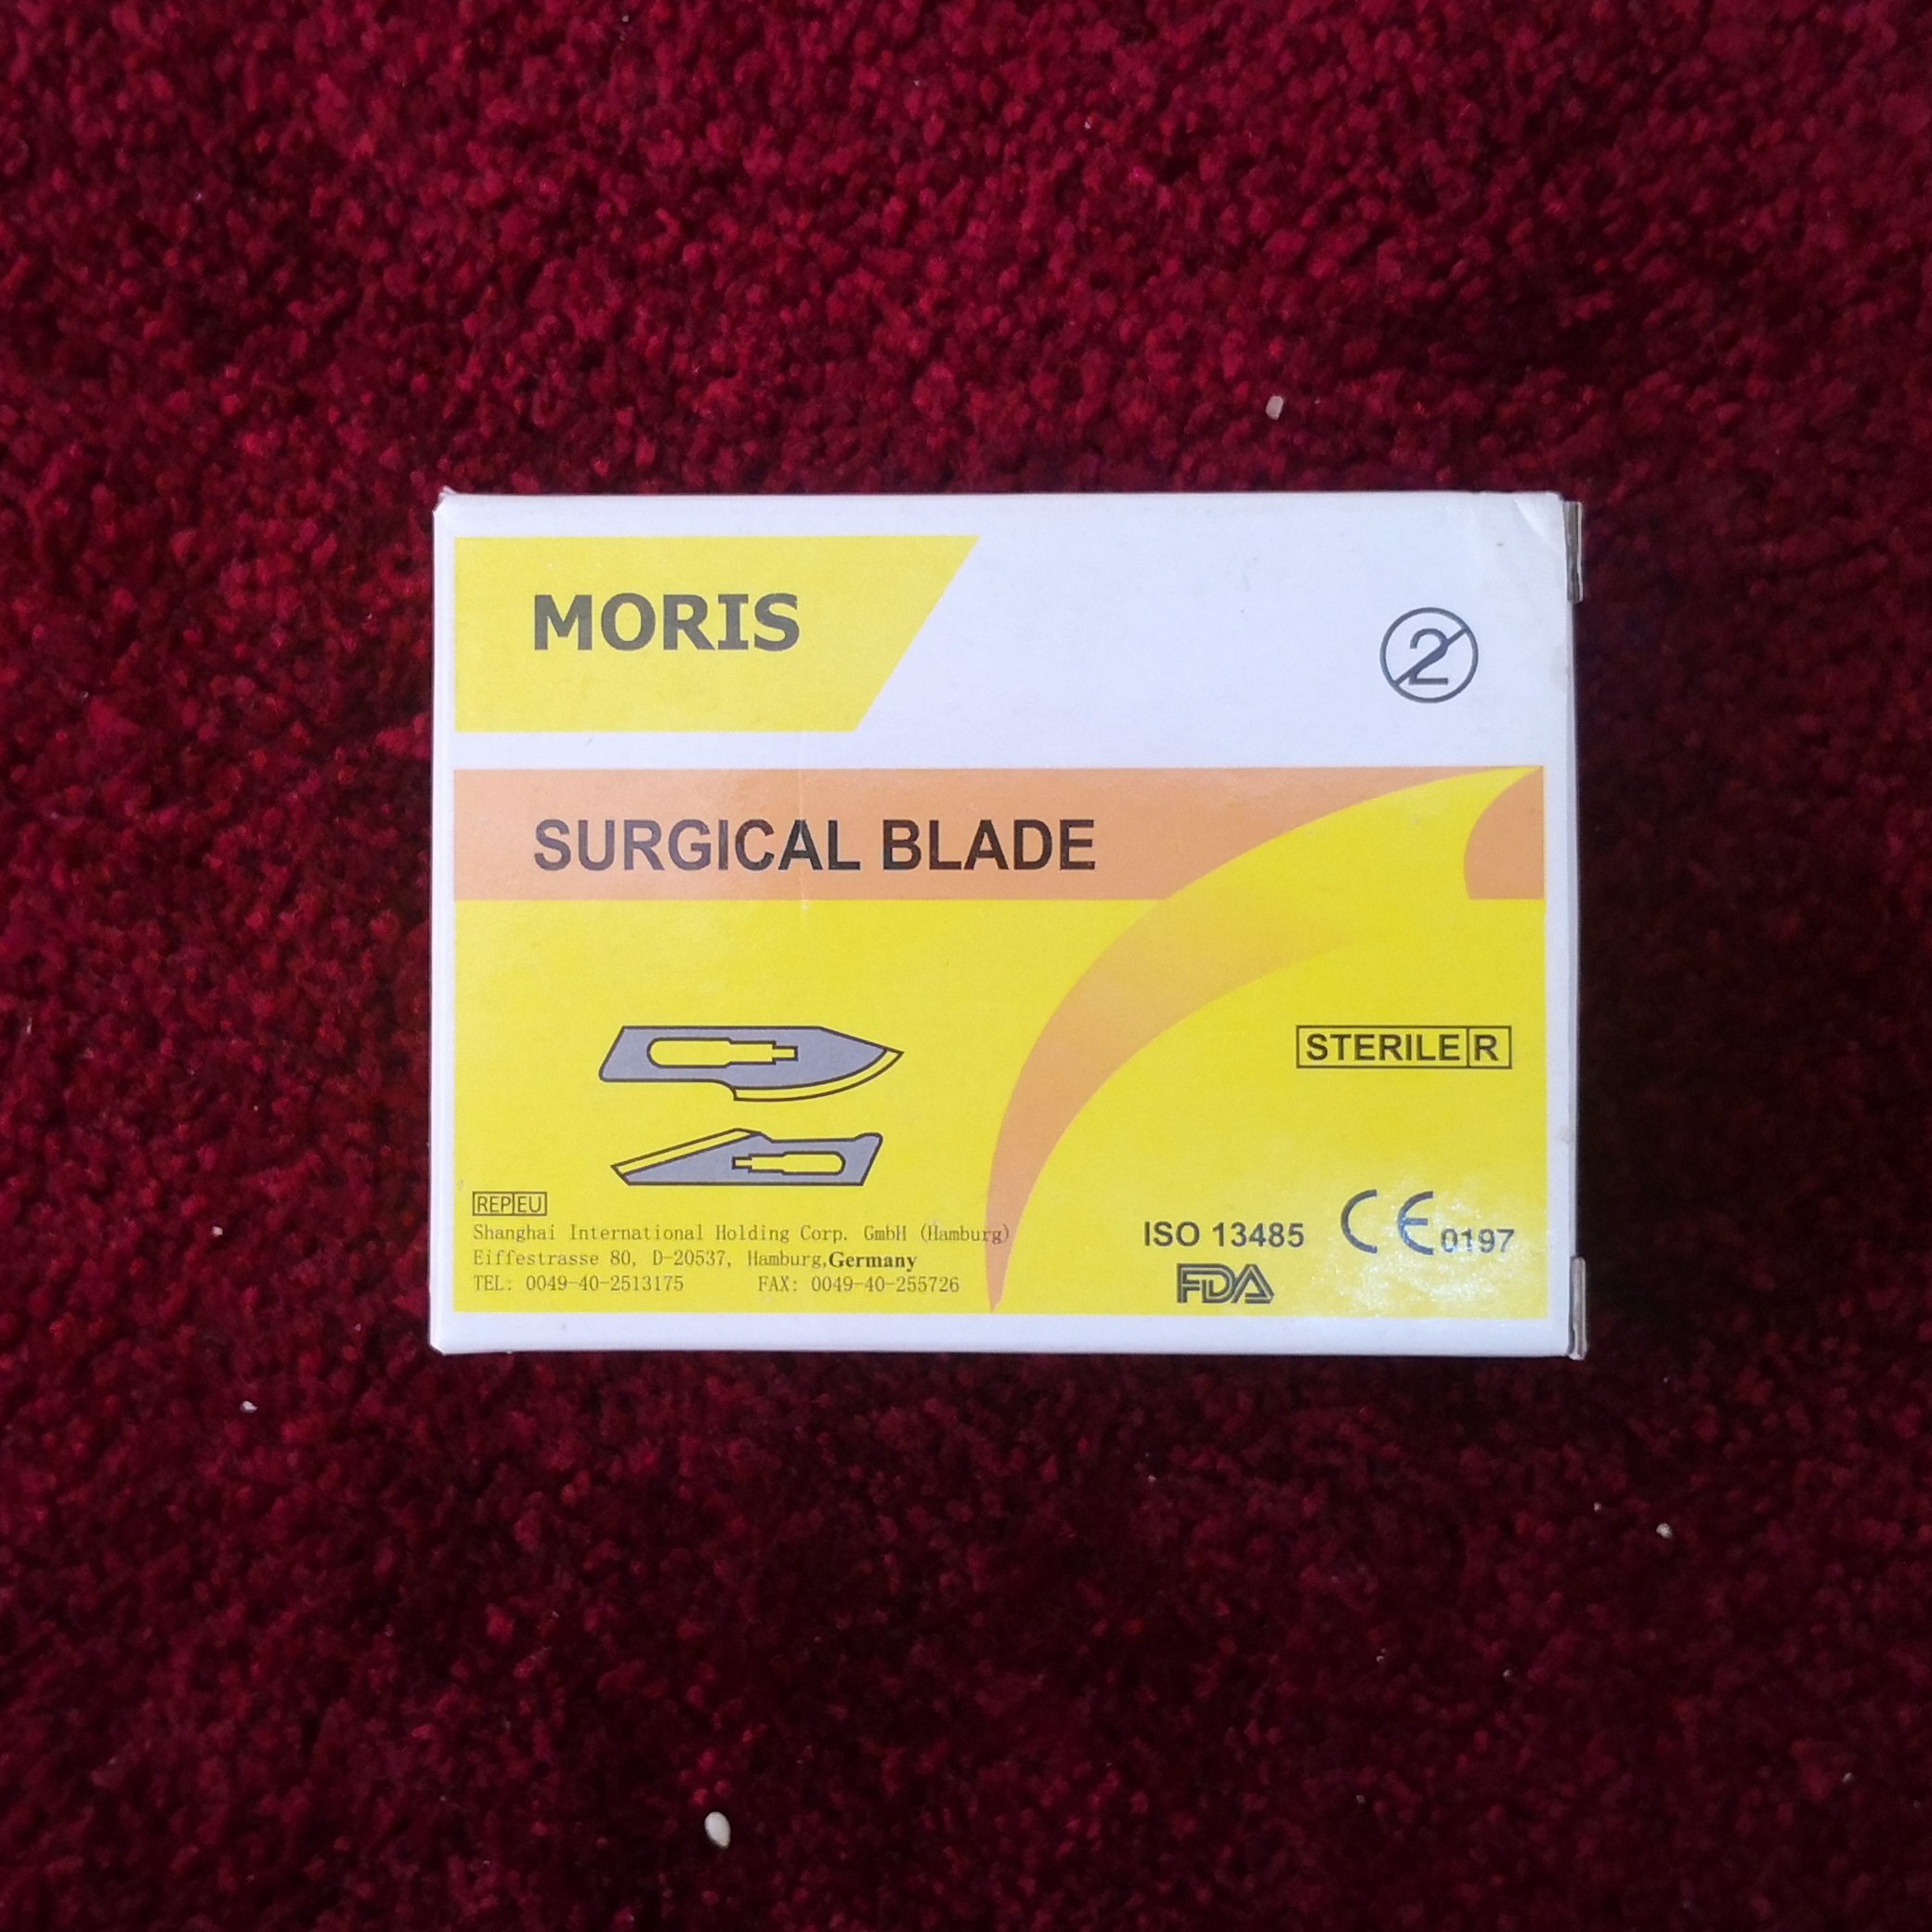 MORIS
2
SURGICAL BLADE
STERILE R
REP EU
Shanghai International Holding Corp. GmbH (Hamburg)
Eiffestrasse 80, D-20537, Hamburg,Germany
TEL: 0049-40-2513175 FAX: 0049-40-255726
ISO 13485 CE 0197
FDA